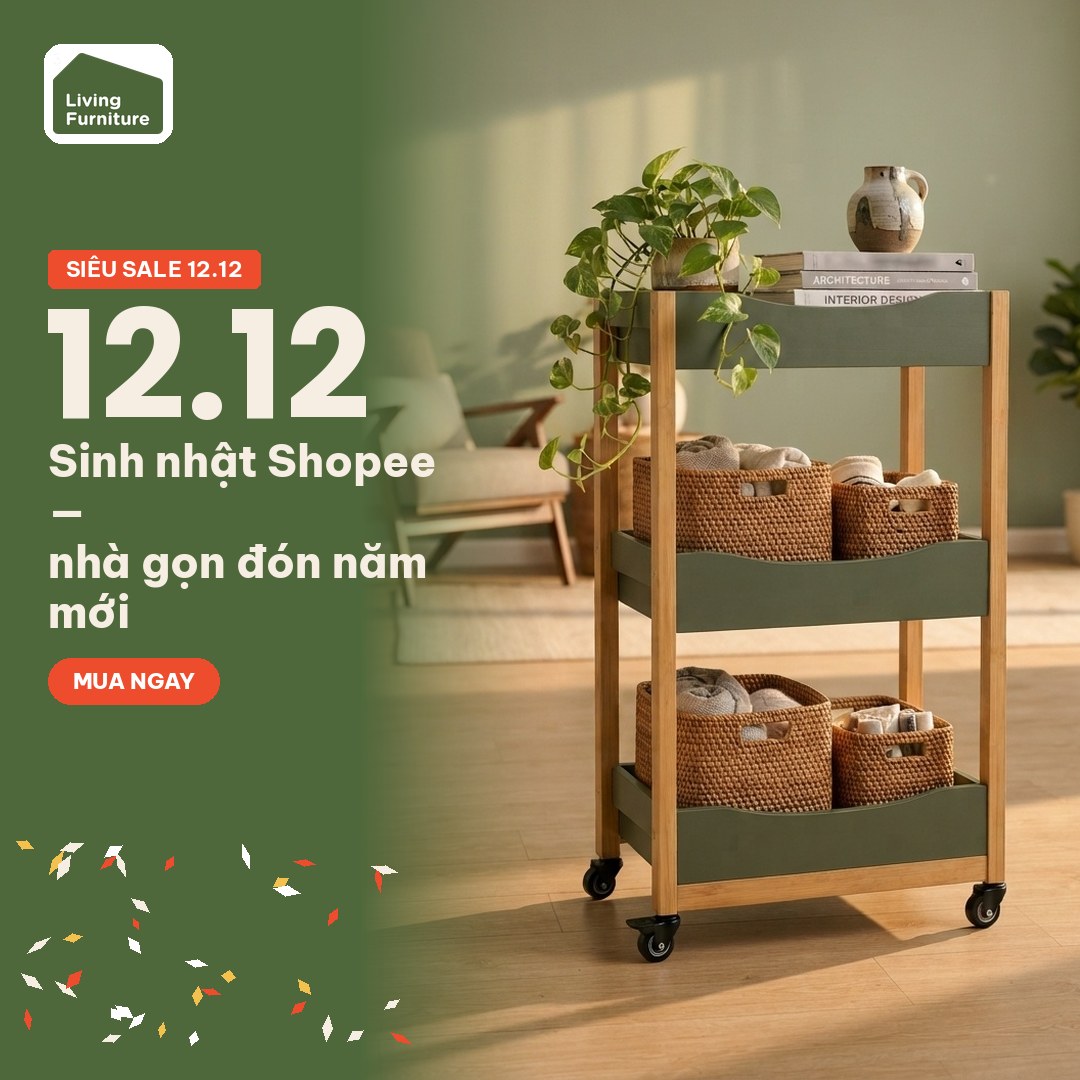 Living
Furniture
SIÊU SALE 12.12
12.12
Sinh nhật Shopee
–
nhà gọn đón năm
mới
MUA NGAY
ARCHITECTURE
INTERIOR DESIGN